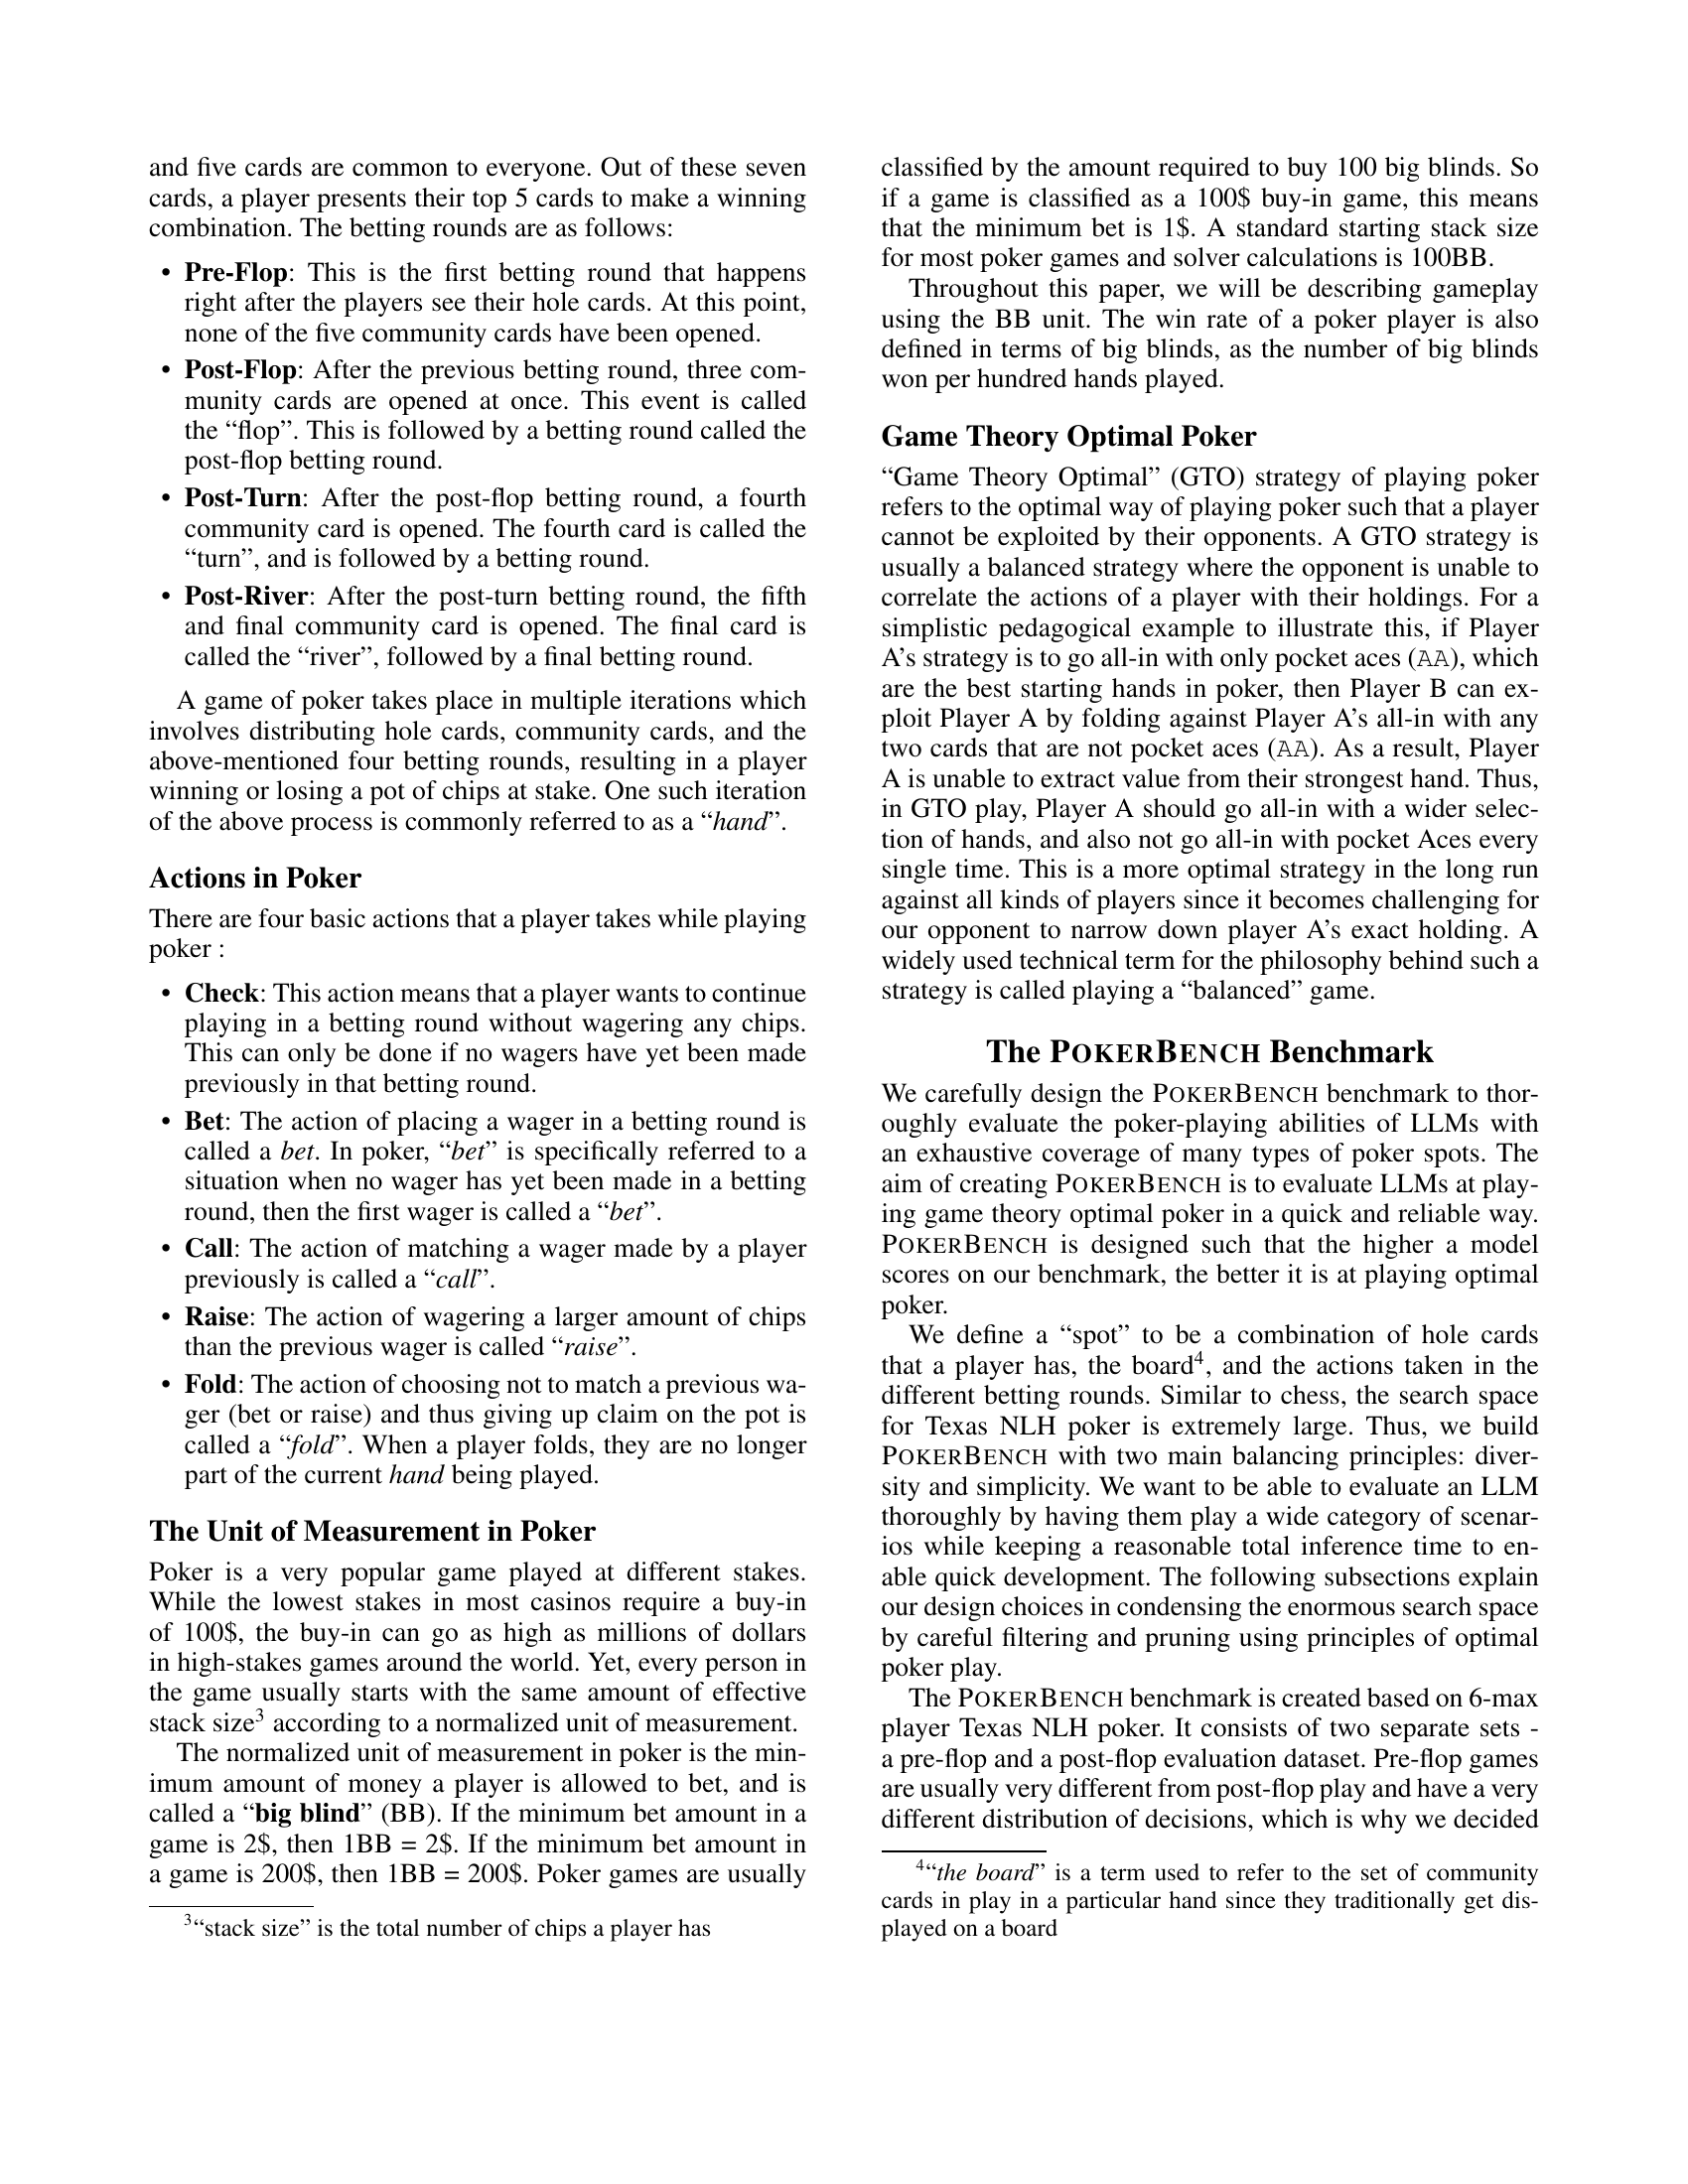 and five cards are common to everyone. Out of these seven
cards, a player presents their top 5 cards to make a winning
combination. The betting rounds are as follows:
• Pre-Flop: This is the first betting round that happens
right after the players see their hole cards. At this point,
none of the five community cards have been opened.
• Post-Flop: After the previous betting round, three com-
munity cards are opened at once. This event is called
the “flop”. This is followed by a betting round called the
post-flop betting round.
• Post-Turn: After the post-flop betting round, a fourth
community card is opened. The fourth card is called the
“turn”, and is followed by a betting round.
• Post-River: After the post-turn betting round, the fifth
and final community card is opened. The final card is
called the “river”, followed by a final betting round.
A game of poker takes place in multiple iterations which
involves distributing hole cards, community cards, and the
above-mentioned four betting rounds, resulting in a player
winning or losing a pot of chips at stake. One such iteration
of the above process is commonly referred to as a “hand”.
Actions in Poker
There are four basic actions that a player takes while playing
poker :
• Check: This action means that a player wants to continue
playing in a betting round without wagering any chips.
This can only be done if no wagers have yet been made
previously in that betting round.
• Bet: The action of placing a wager in a betting round is
called a bet. In poker, “bet” is specifically referred to a
situation when no wager has yet been made in a betting
round, then the first wager is called a “bet”.
• Call: The action of matching a wager made by a player
previously is called a “call”.
• Raise: The action of wagering a larger amount of chips
than the previous wager is called “raise”.
• Fold: The action of choosing not to match a previous wa-
ger (bet or raise) and thus giving up claim on the pot is
called a “fold”. When a player folds, they are no longer
part of the current hand being played.
The Unit of Measurement in Poker
Poker is a very popular game played at different stakes.
While the lowest stakes in most casinos require a buy-in
of 100$, the buy-in can go as high as millions of dollars
in high-stakes games around the world. Yet, every person in
the game usually starts with the same amount of effective
stack size3 according to a normalized unit of measurement.
The normalized unit of measurement in poker is the min-
imum amount of money a player is allowed to bet, and is
called a “big blind” (BB). If the minimum bet amount in a
game is 2$, then 1BB = 2$. If the minimum bet amount in
a game is 200$, then 1BB = 200$. Poker games are usually
3“stack size” is the total number of chips a player has
classified by the amount required to buy 100 big blinds. So
if a game is classified as a 100$ buy-in game, this means
that the minimum bet is 1$. A standard starting stack size
for most poker games and solver calculations is 100BB.
Throughout this paper, we will be describing gameplay
using the BB unit. The win rate of a poker player is also
defined in terms of big blinds, as the number of big blinds
won per hundred hands played.
Game Theory Optimal Poker
“Game Theory Optimal” (GTO) strategy of playing poker
refers to the optimal way of playing poker such that a player
cannot be exploited by their opponents. A GTO strategy is
usually a balanced strategy where the opponent is unable to
correlate the actions of a player with their holdings. For a
simplistic pedagogical example to illustrate this, if Player
A’s strategy is to go all-in with only pocket aces (AA), which
are the best starting hands in poker, then Player B can ex-
ploit Player A by folding against Player A’s all-in with any
two cards that are not pocket aces (AA). As a result, Player
A is unable to extract value from their strongest hand. Thus,
in GTO play, Player A should go all-in with a wider selec-
tion of hands, and also not go all-in with pocket Aces every
single time. This is a more optimal strategy in the long run
against all kinds of players since it becomes challenging for
our opponent to narrow down player A’s exact holding. A
widely used technical term for the philosophy behind such a
strategy is called playing a “balanced” game.
The POKERBENCH Benchmark
We carefully design the POKERBENCH benchmark to thor-
oughly evaluate the poker-playing abilities of LLMs with
an exhaustive coverage of many types of poker spots. The
aim of creating POKERBENCH is to evaluate LLMs at play-
ing game theory optimal poker in a quick and reliable way.
POKERBENCH is designed such that the higher a model
scores on our benchmark, the better it is at playing optimal
poker.
We define a “spot” to be a combination of hole cards
that a player has, the board4, and the actions taken in the
different betting rounds. Similar to chess, the search space
for Texas NLH poker is extremely large. Thus, we build
POKERBENCH with two main balancing principles: diver-
sity and simplicity. We want to be able to evaluate an LLM
thoroughly by having them play a wide category of scenar-
ios while keeping a reasonable total inference time to en-
able quick development. The following subsections explain
our design choices in condensing the enormous search space
by careful filtering and pruning using principles of optimal
poker play.
The POKERBENCH benchmark is created based on 6-max
player Texas NLH poker. It consists of two separate sets -
a pre-flop and a post-flop evaluation dataset. Pre-flop games
are usually very different from post-flop play and have a very
different distribution of decisions, which is why we decided
4“the board” is a term used to refer to the set of community
cards in play in a particular hand since they traditionally get dis-
played on a board